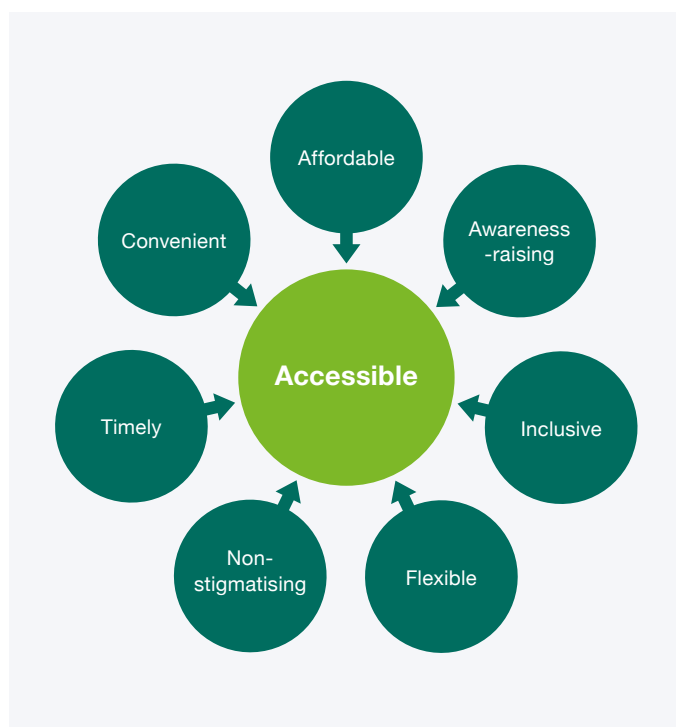 Affordable
Awareness
-raising
Convenient
Accessible
Timely
Inclusive
Non-
stigmatising
Flexible